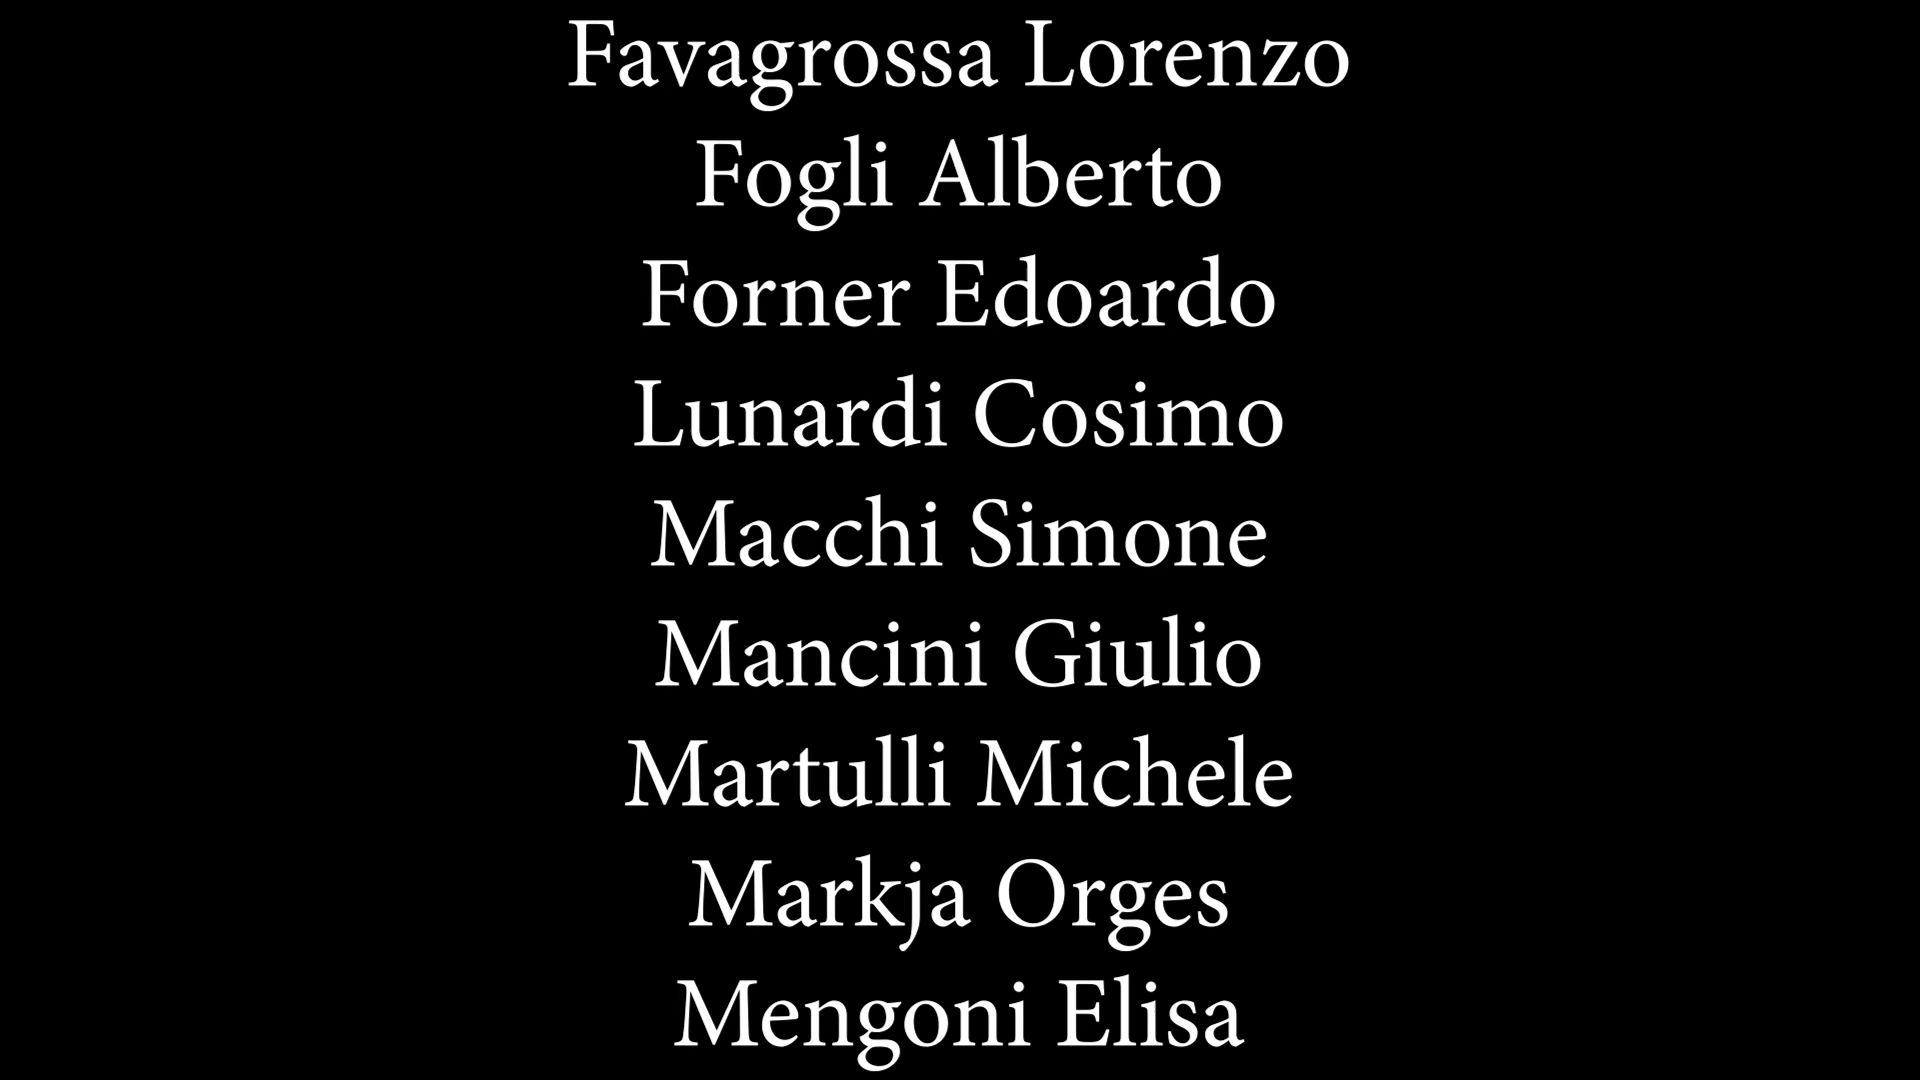 Favagrossa Lorenzo
Fogli Alberto
Forner Edoardo
Lunardi Cosimo
Macchi Simone
Mancini Giulio
Martulli Michele
Markja Orges
Mengoni Elisa